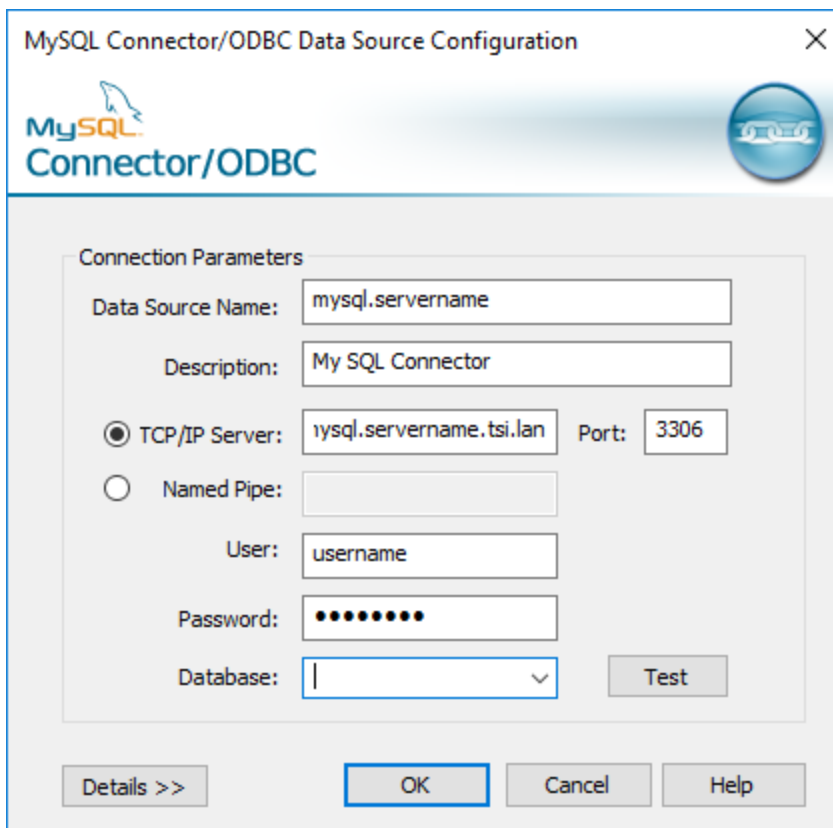 MySQL Connector/ODBC Data Source Configuration
MySQL
Connector/ODBC
Connection Parameters
Data Source Name: mysql.servername
Description: My SQL Connector
TCP/IP Server: ysql.servername.tsi.lan Port: 3306
Named Pipe:
User: username
Password: ••••••••
Database:
Test
Details >> OK Cancel Help